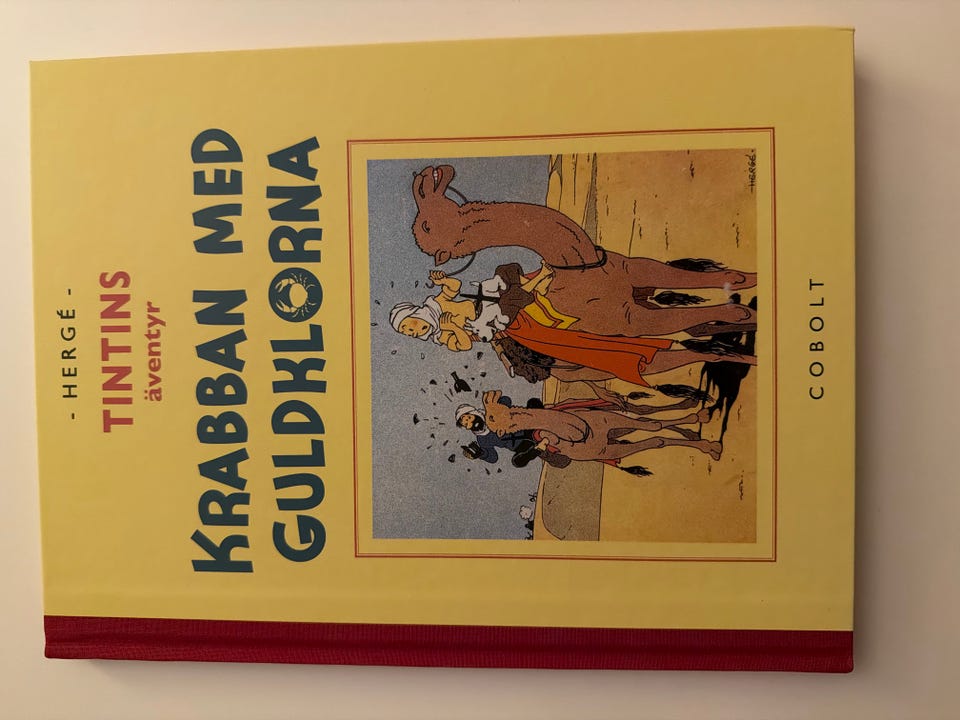 - HERGÉ -
TINTINS
äventyr
KRABBAN MED
GULDKLORNA
HERGÉ
COBOLT